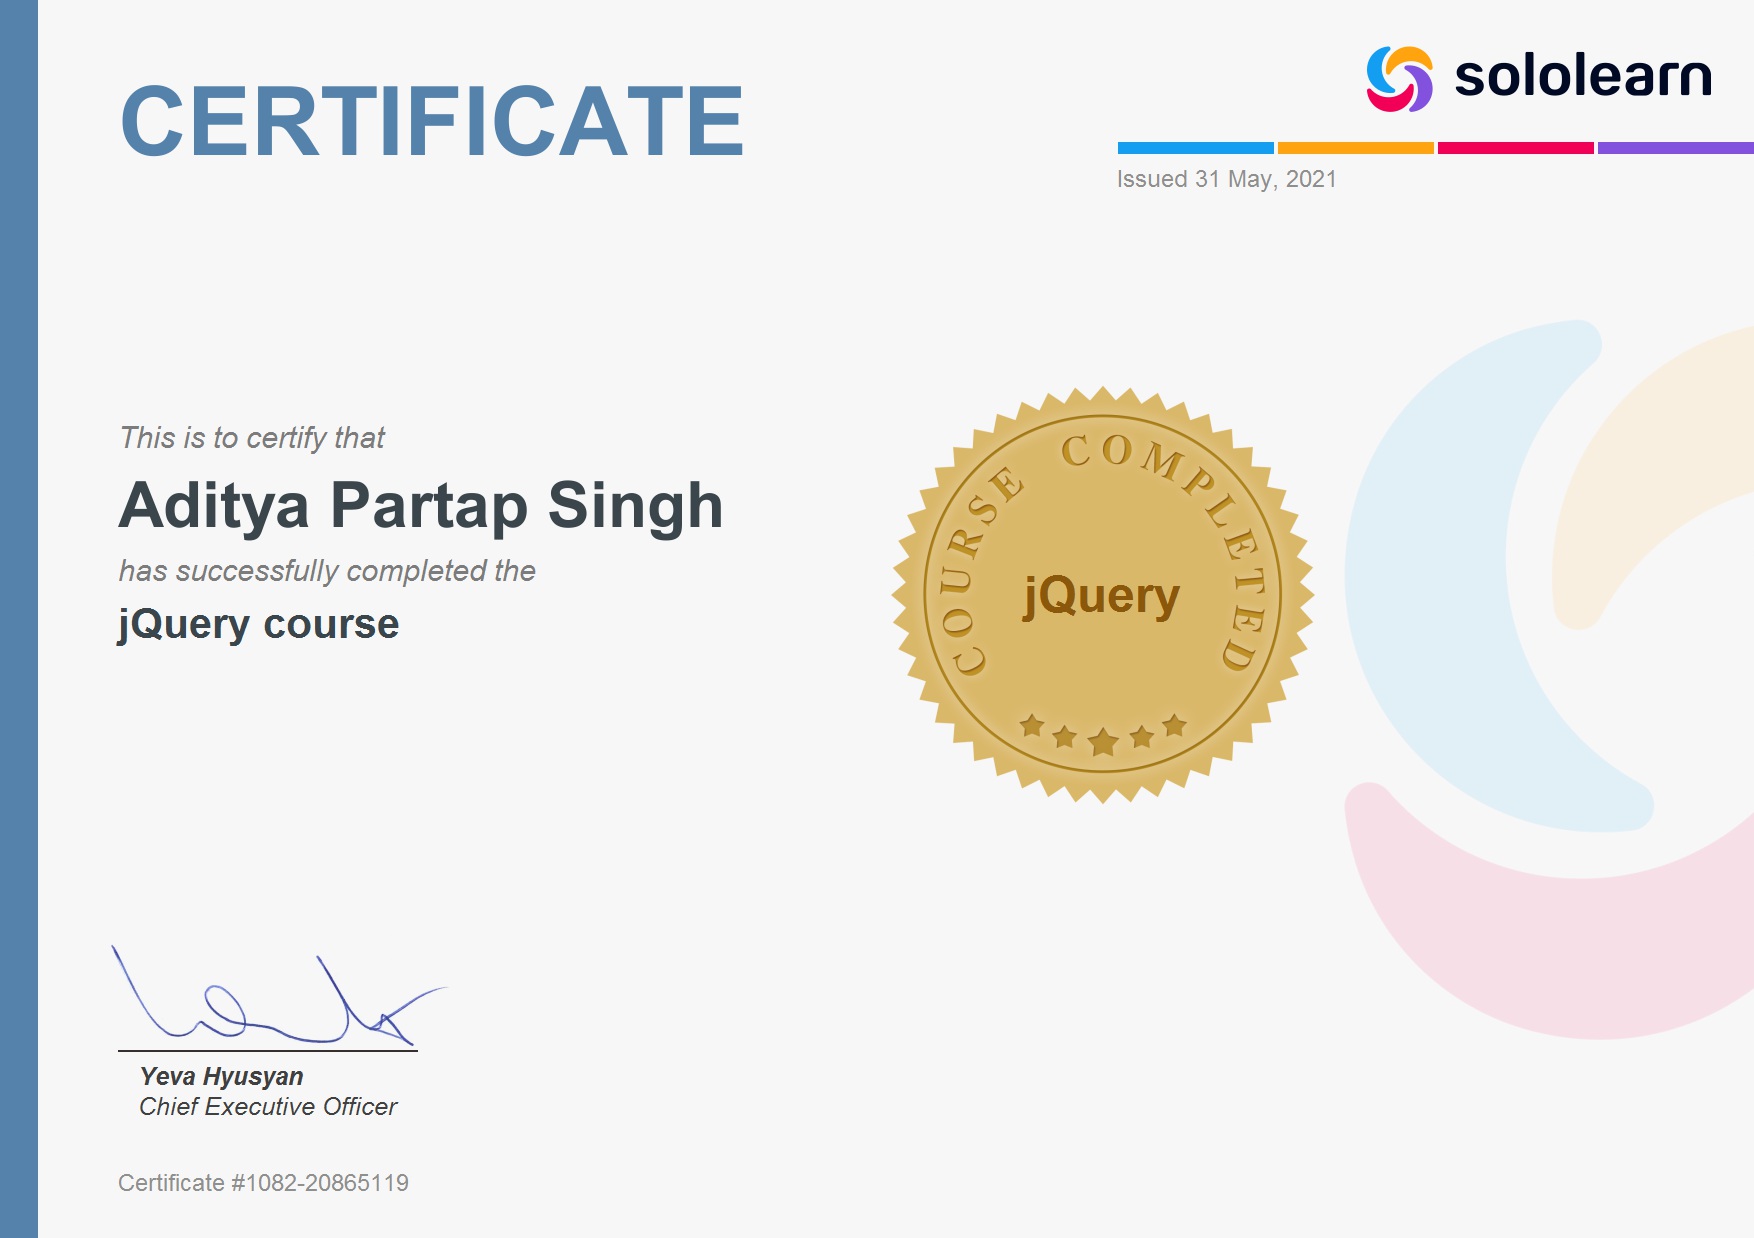 CERTIFICATE
sololearn
Issued 31 May, 2021
This is to certify that
Aditya Partap Singh
has successfully completed the
jQuery course
COURSE COMPLETED
jQuery
Yeva Hyusyan
Chief Executive Officer
Certificate #1082-20865119